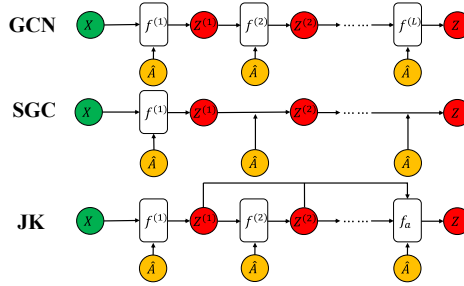 GCN X f⁽¹⁾ Z⁽¹⁾ f⁽²⁾ Z⁽²⁾ ...... f⁽ᴸ⁾ Z
Â Â Â
SGC X f⁽¹⁾ Z⁽¹⁾ Z⁽²⁾ ...... Z
Â Â Â
JK X f⁽¹⁾ Z⁽¹⁾ f⁽²⁾ Z⁽²⁾ ...... fₐ Z
Â Â Â